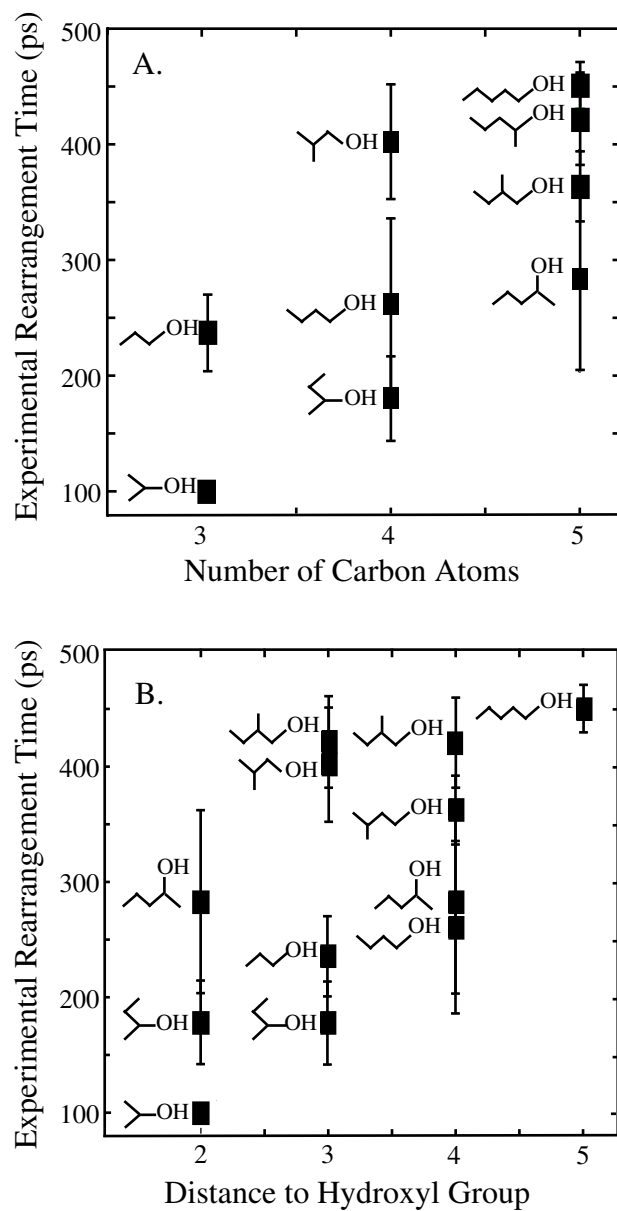 Experimental Rearrangement Time (ps)
500
400
300
200
100
A.
OH
OH
OH
OH
OH
OH
OH
OH
OH
3
4
5
Number of Carbon Atoms
Experimental Rearrangement Time (ps)
500
400
300
200
100
B.
OH
OH
OH
OH
OH
OH
OH
OH
OH
OH
OH
OH
2
3
4
5
Distance to Hydroxyl Group